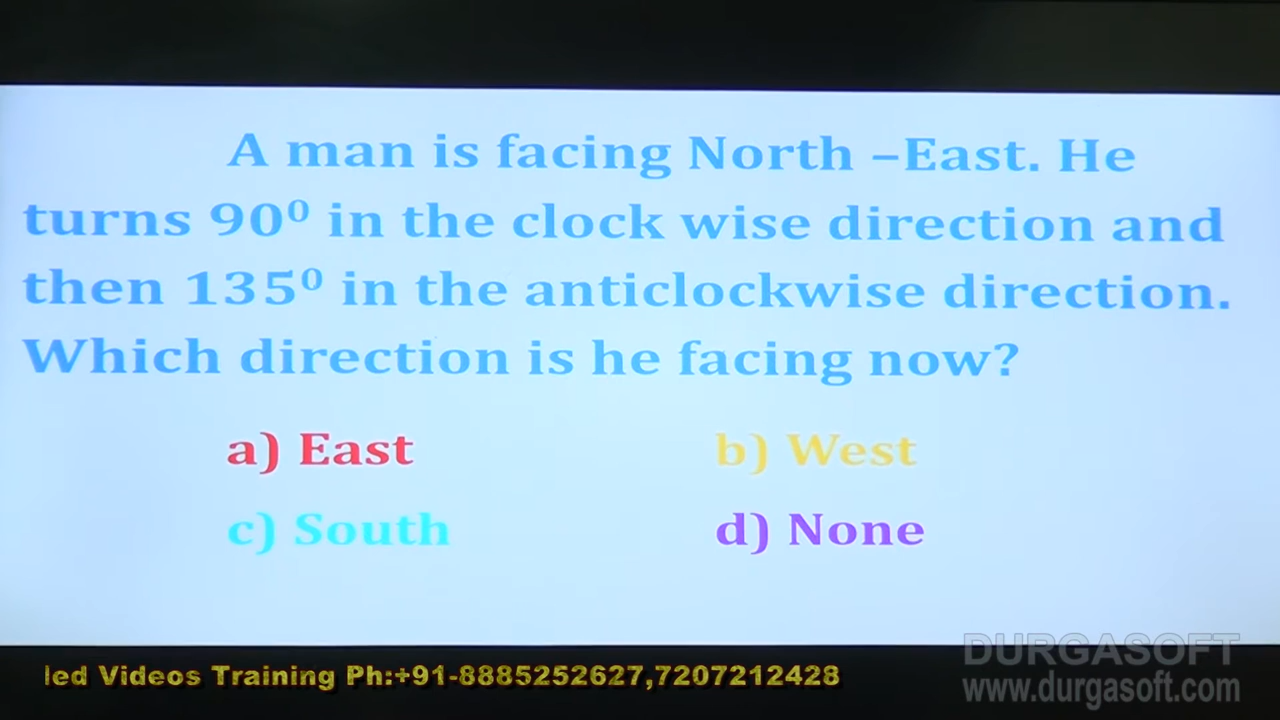 A man is facing North –East. He
turns 90⁰ in the clock wise direction and
then 135⁰ in the anticlockwise direction.
Which direction is he facing now?
a) East b) West
c) South d) None
DURGASOFT
led Videos Training Ph:+91-8885252627,7207212428
www.durgasoft.com